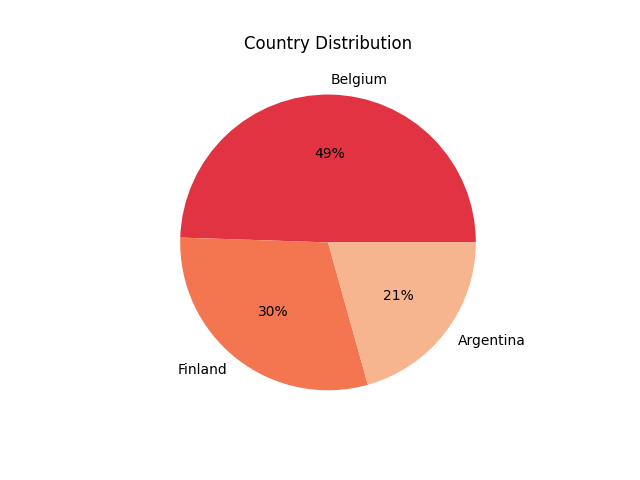 Country Distribution
Belgium
49%
30%
21%
Finland
Argentina